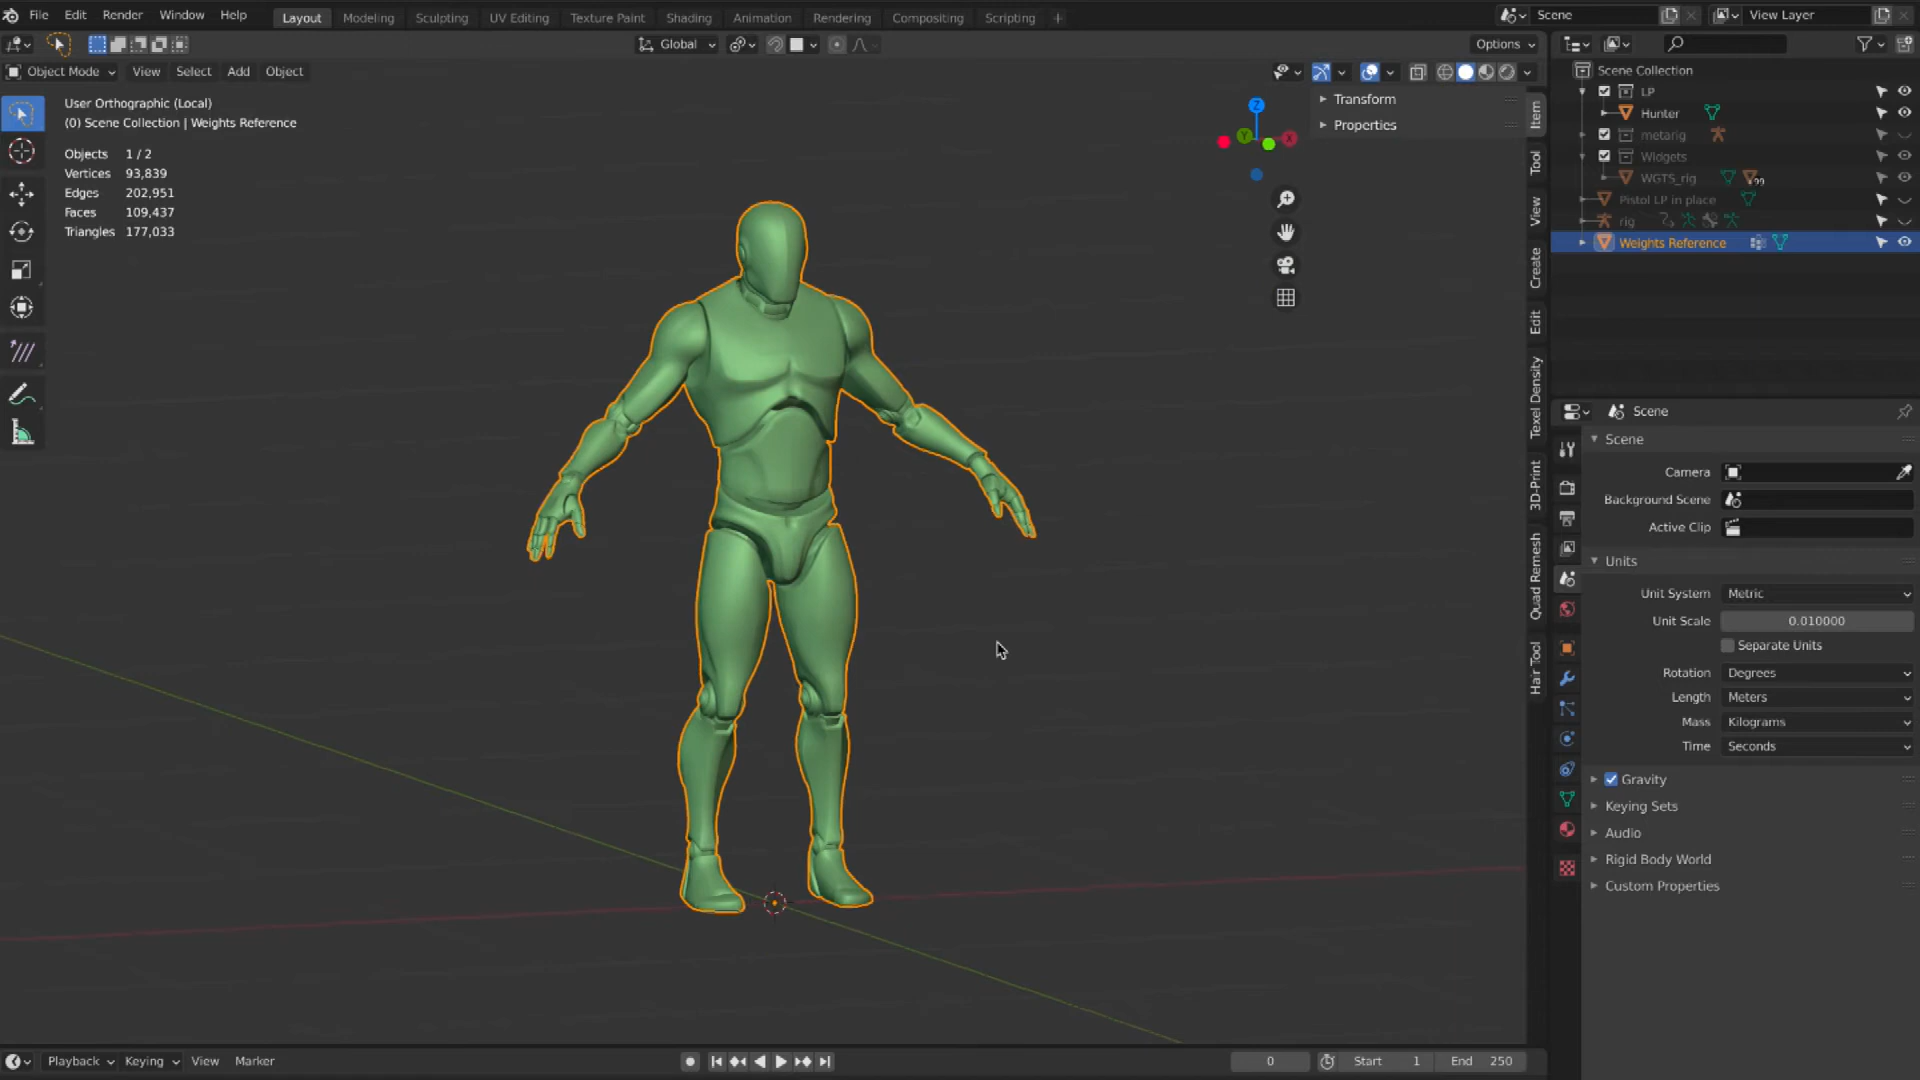 File Edit Render Window Help Layout Modeling Sculpting UV Editing Texture Paint Shading Animation Rendering Compositing Scripting + Scene View Layer
Global Options
Object Mode View Select Add Object
User Orthographic (Local)
(0) Scene Collection | Weights Reference
Objects 1 / 2
Vertices 93,839
Edges 202,951
Faces 109,437
Triangles 177,033
Z
Y
X
Transform
Properties
Item
Tool
View
Create
Edit
Texel Density
3D-Print
Quad Remesh
Hair Tool
Scene Collection
LP
Hunter
metarig
Widgets
WGTS_rig 99
Pistol LP in place
rig
Weights Reference
Scene
Scene
Camera
Background Scene
Active Clip
Units
Unit System Metric
Unit Scale 0.010000
Separate Units
Rotation Degrees
Length Meters
Mass Kilograms
Time Seconds
Gravity
Keying Sets
Audio
Rigid Body World
Custom Properties
Playback Keying View Marker 0 Start 1 End 250